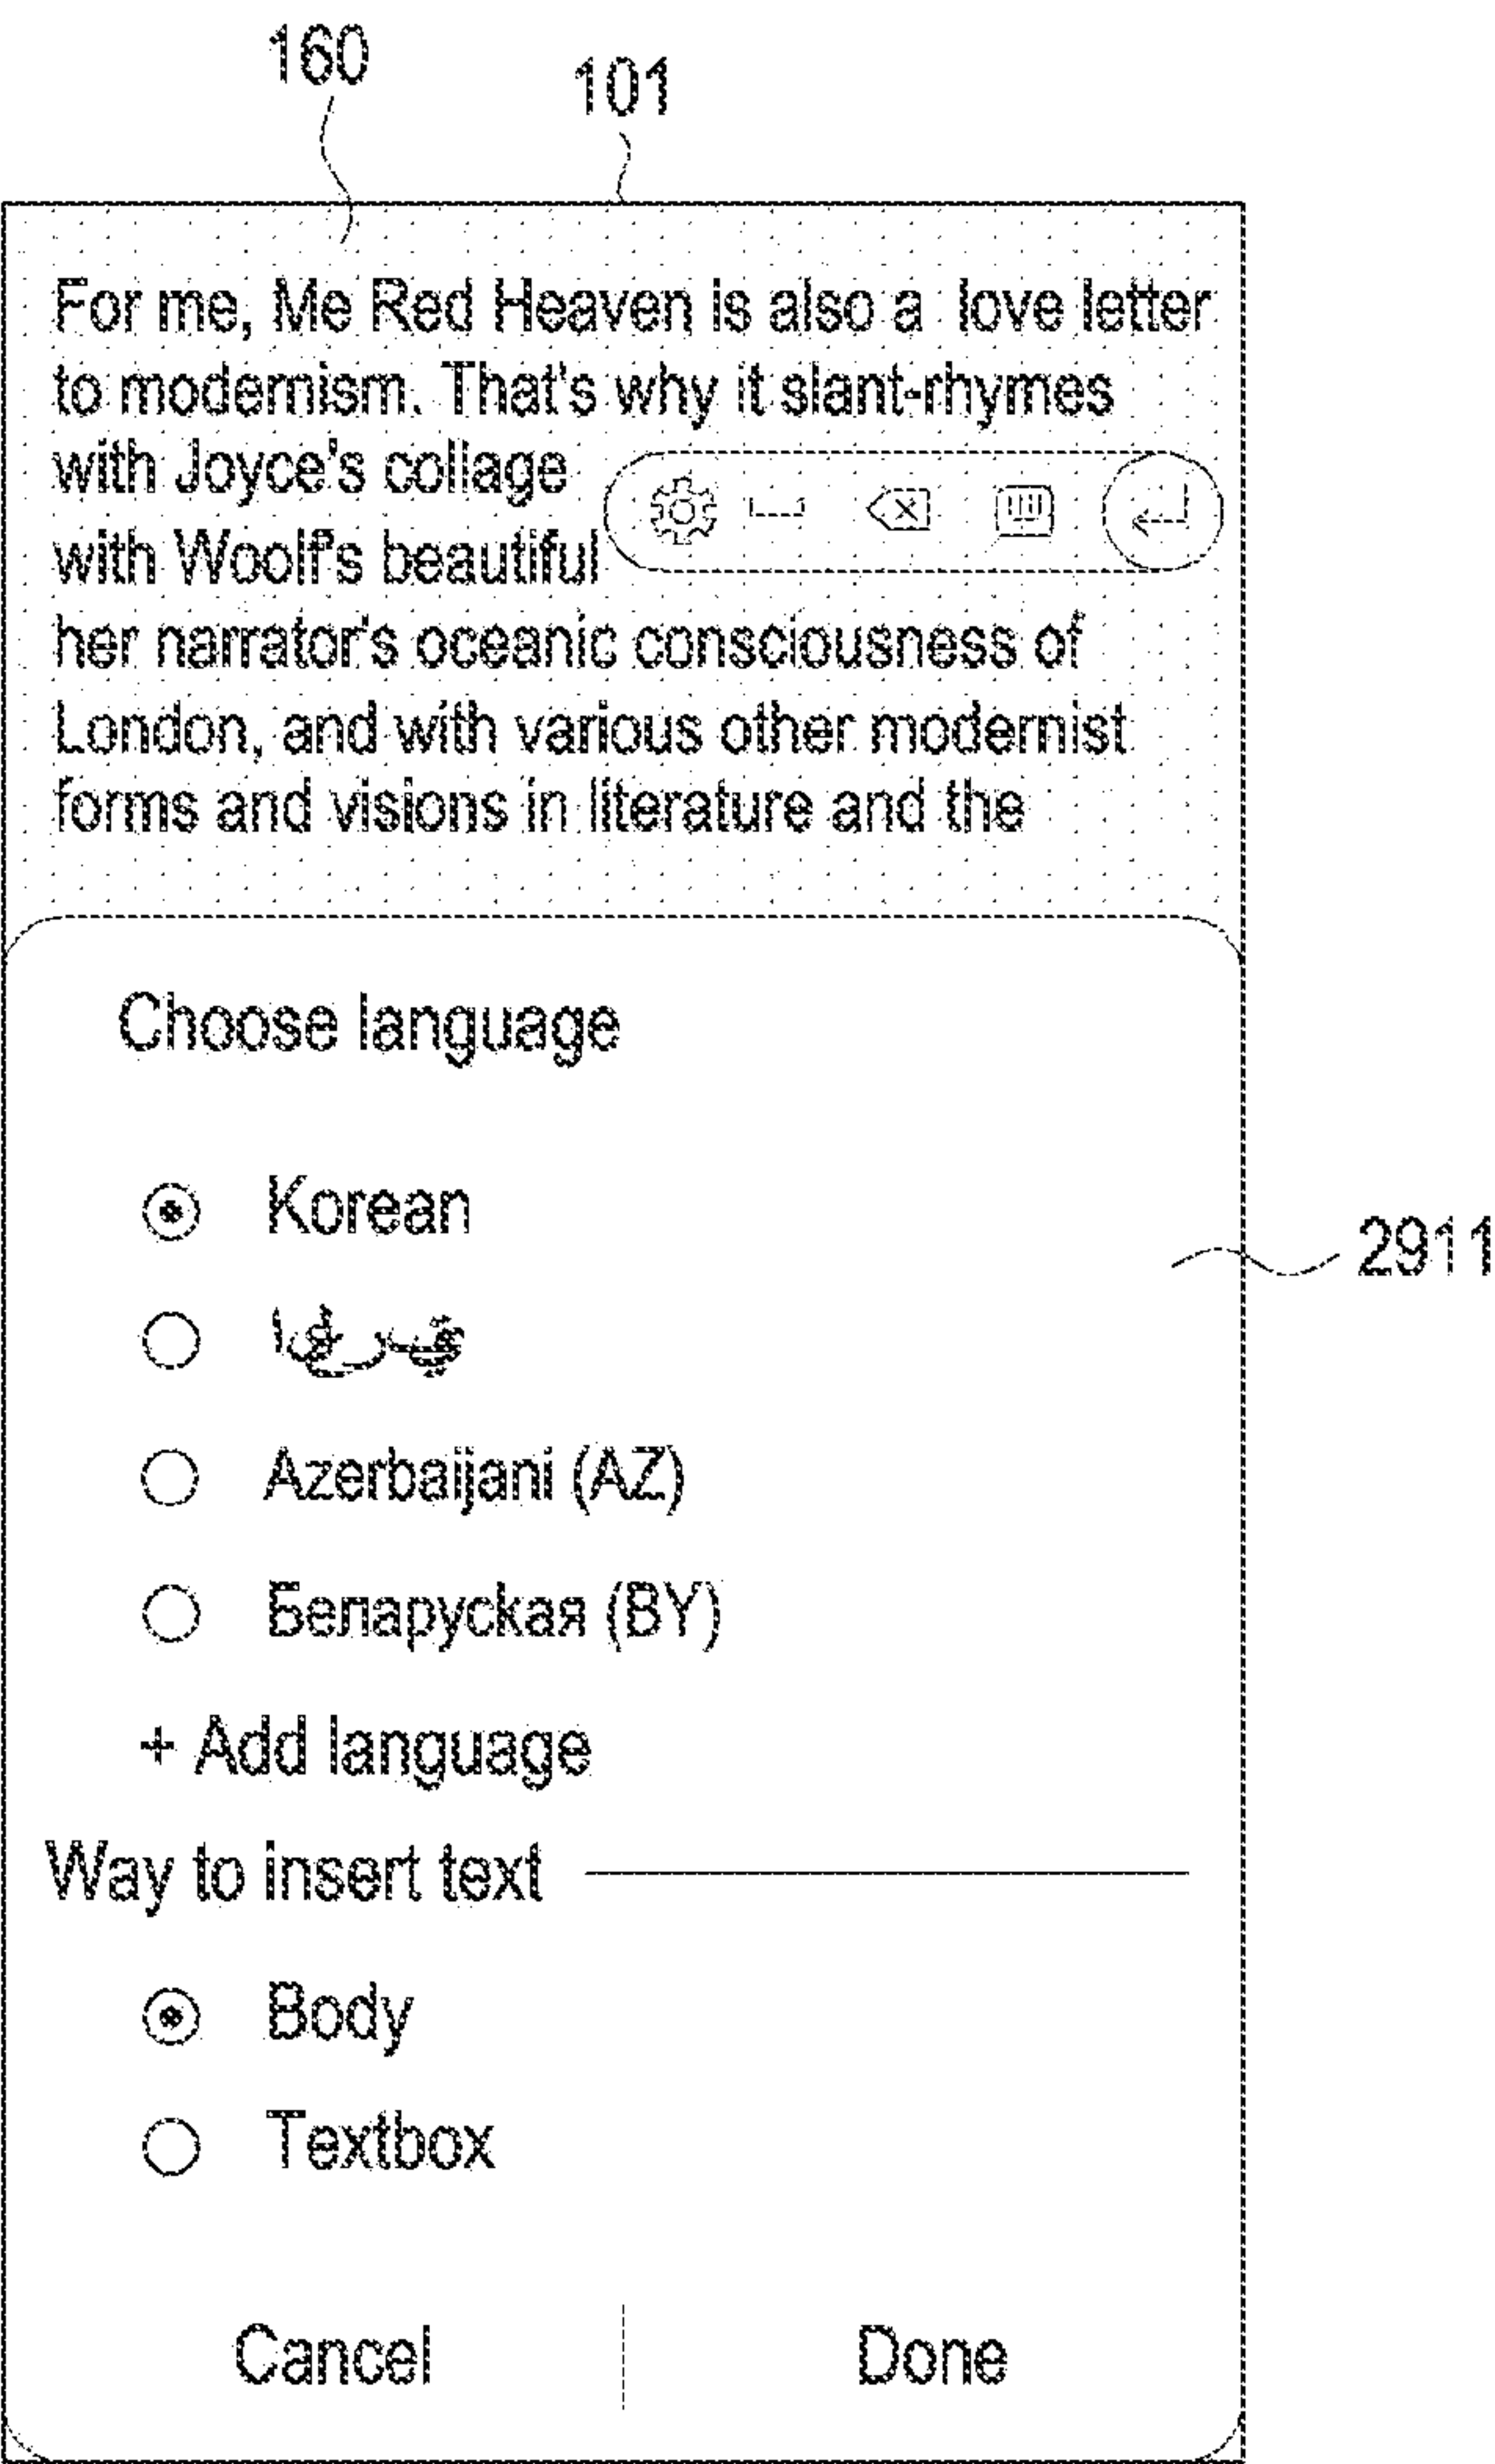 160
101
For me, Me Red Heaven is also a love letter
to modernism. That's why it slant-rhymes
with Joyce's collage
with Woolf's beautiful
her narrator's oceanic consciousness of
London, and with various other modernist
forms and visions in literature and the
Choose language
Korean
Azerbaijani (AZ)
Беларуская (BY)
+ Add language
Way to insert text
Body
Textbox
Cancel
Done
2911